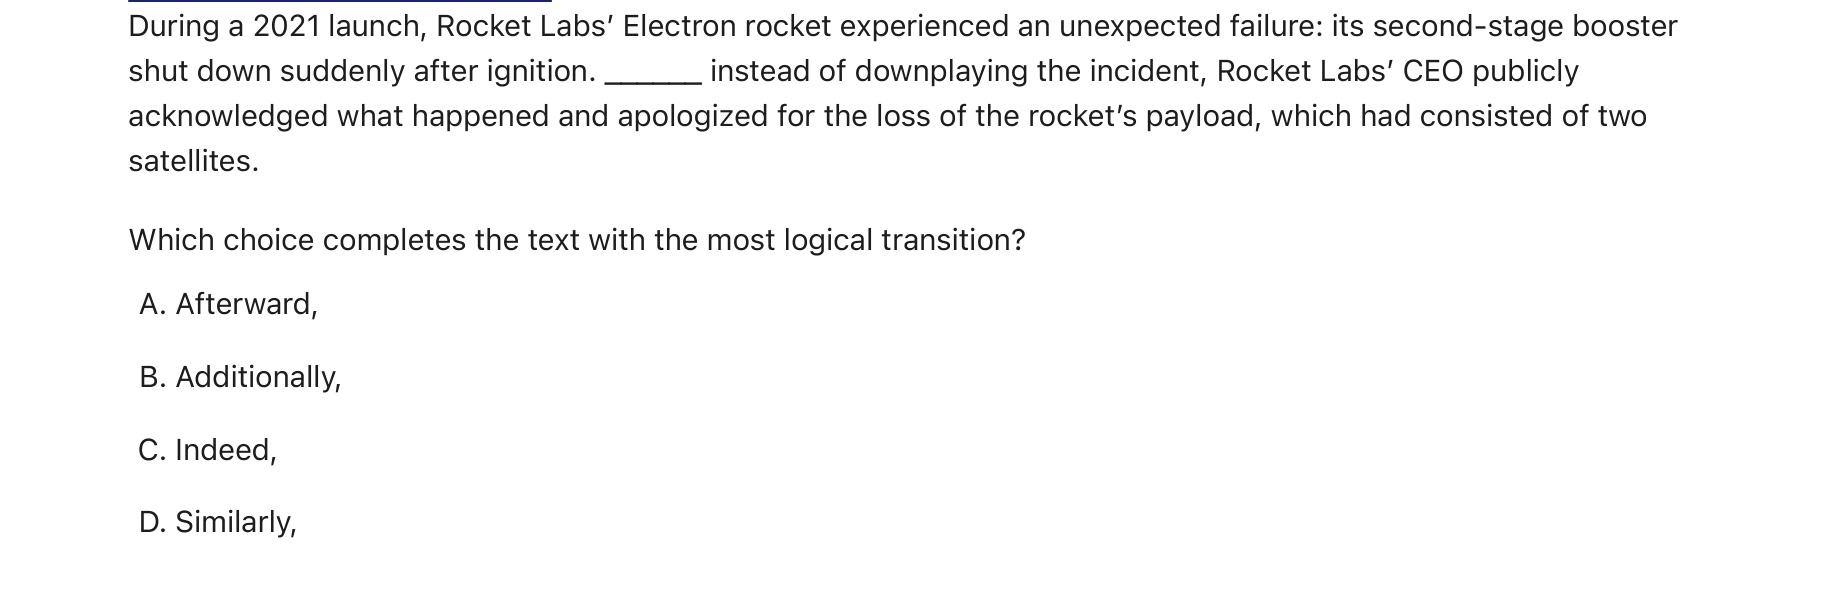 During a 2021 launch, Rocket Labs’ Electron rocket experienced an unexpected failure: its second-stage booster
shut down suddenly after ignition. ______ instead of downplaying the incident, Rocket Labs’ CEO publicly
acknowledged what happened and apologized for the loss of the rocket’s payload, which had consisted of two
satellites.
Which choice completes the text with the most logical transition?
A. Afterward,
B. Additionally,
C. Indeed,
D. Similarly,